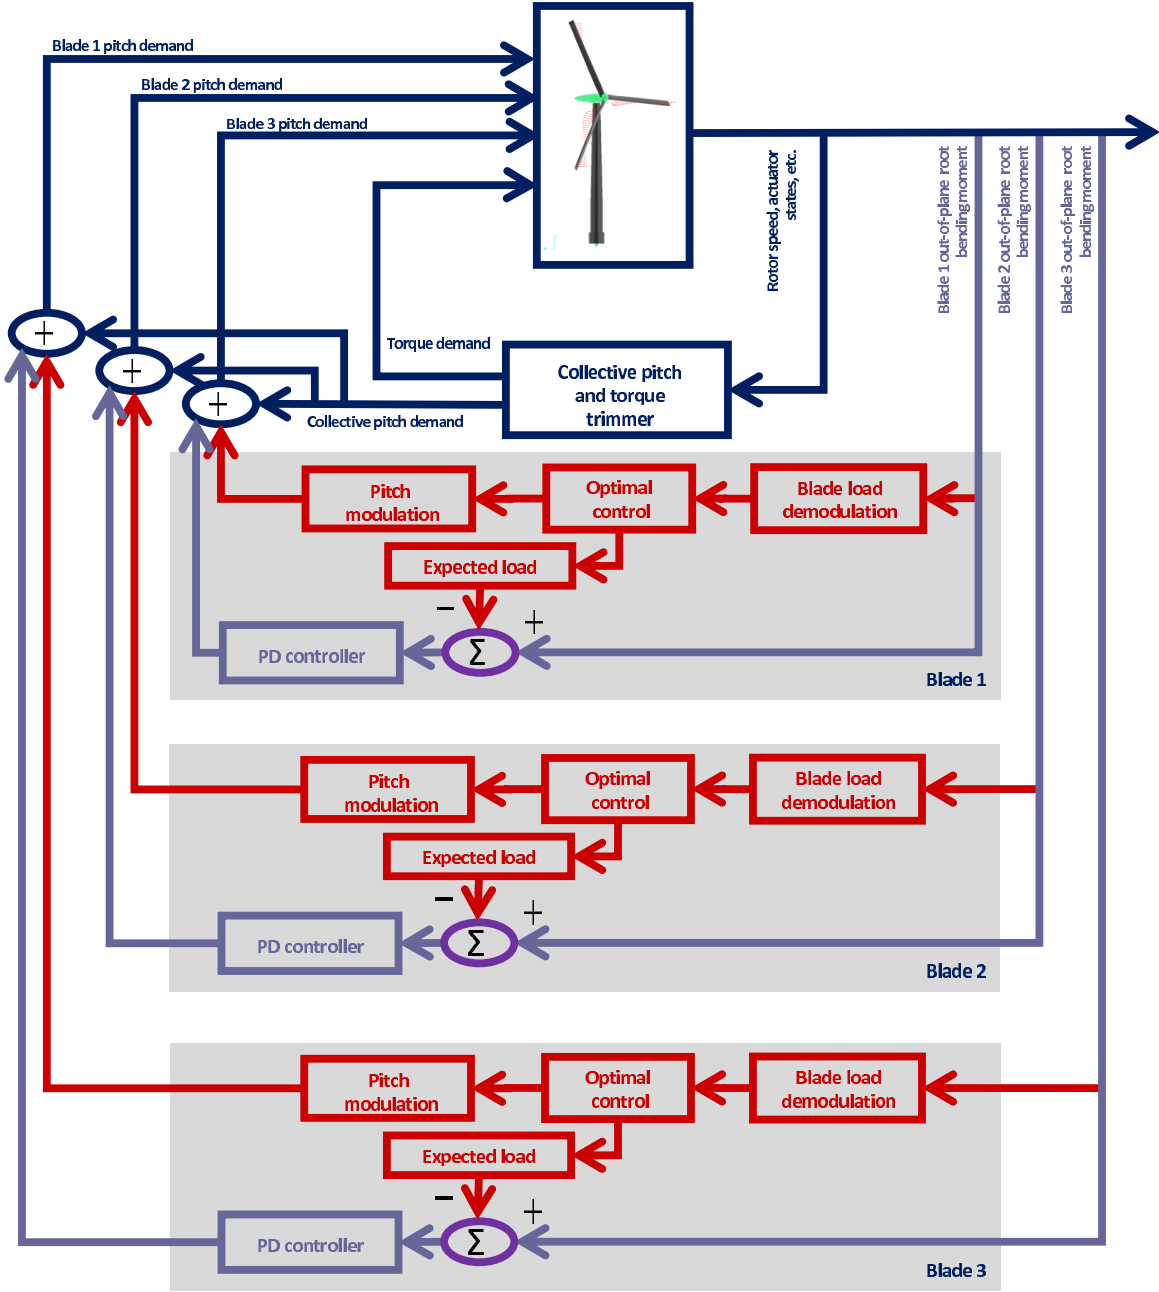 Blade 1 pitch demand
Blade 2 pitch demand
Blade 3 pitch demand
Rotor speed, actuator
states, etc.
Blade 1 out-of-plane root
bending moment
Blade 2 out-of-plane root
bending moment
Blade 3 out-of-plane root
bending moment
+
+
+
Torque demand
Collective pitch demand
Collective pitch
and torque
trimmer
Pitch
modulation
Optimal
control
Blade load
demodulation
Expected load
−
+
Σ
PD controller
Blade 1
Pitch
modulation
Optimal
control
Blade load
demodulation
Expected load
−
+
Σ
PD controller
Blade 2
Pitch
modulation
Optimal
control
Blade load
demodulation
Expected load
−
+
Σ
PD controller
Blade 3